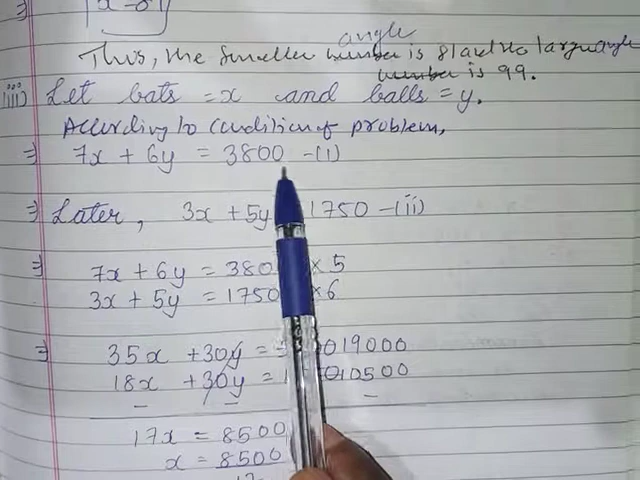 x = 81
angle
This, the smaller number is 81 and the larger angle
number is 99.
(iii) Let bats = x and balls = y.
According to condition of problem,
⇒ 7x + 6y = 3800 -(i)
⇒ Later, 3x + 5y 1750 -(ii)
⇒ 7x + 6y = 380 × 5
3x + 5y = 1750 ×6
⇒ 35x + 30y = 19000
18x + 30y = 10500
- - -
17x = 8500
x = 8500